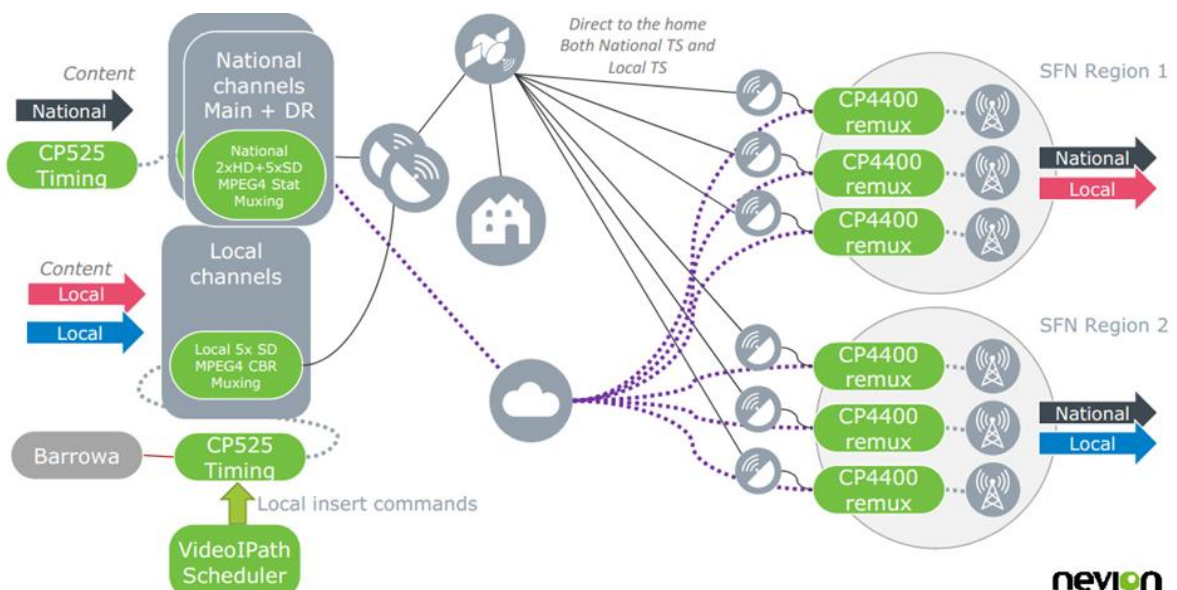 Content
National
CP525
Timing
National
channels
Main + DR
National
2xHD+5xSD
MPEG4 Stat
Muxing
Content
Local
Local
Local
channels
Local 5x SD
MPEG4 CBR
Muxing
Barrowa
CP525
Timing
Local insert commands
VideoIPath
Scheduler
Direct to the home
Both National TS and
Local TS
SFN Region 1
CP4400
remux
CP4400
remux
CP4400
remux
National
Local
SFN Region 2
CP4400
remux
CP4400
remux
CP4400
remux
National
Local
nevion